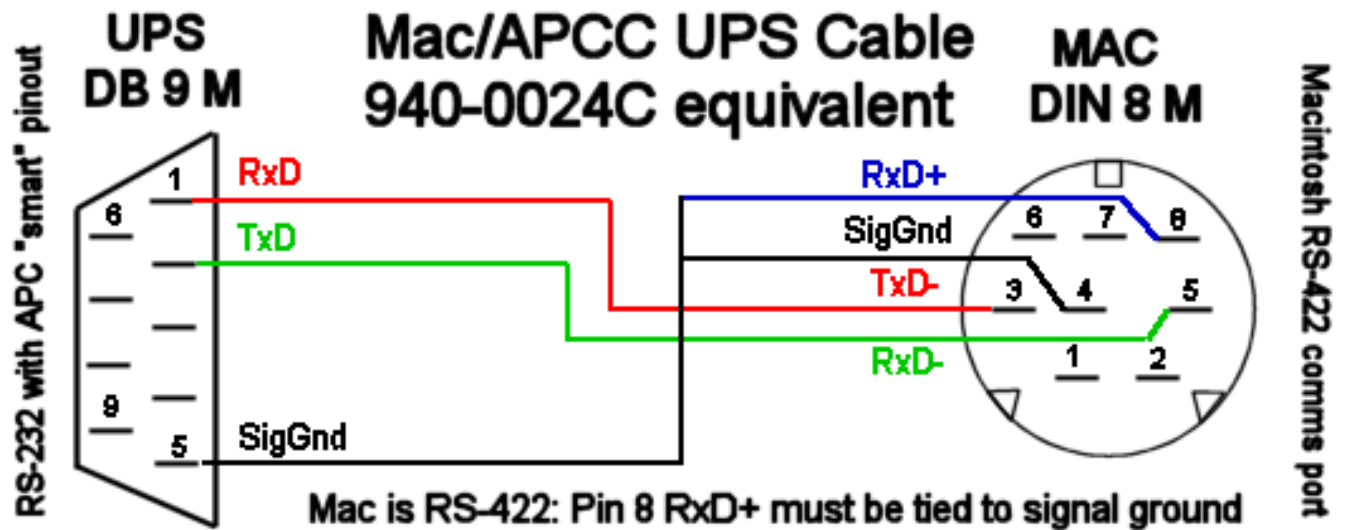 UPS
DB 9 M
Mac/APCC UPS Cable
940-0024C equivalent
MAC
DIN 8 M
RS-232 with APC "smart" pinout
Macintosh RS-422 comms port
1
6
9
5
RxD
TxD
SigGnd
RxD+
SigGnd
TxD-
RxD-
6 7 8
3 4 5
1 2
Mac is RS-422: Pin 8 RxD+ must be tied to signal ground